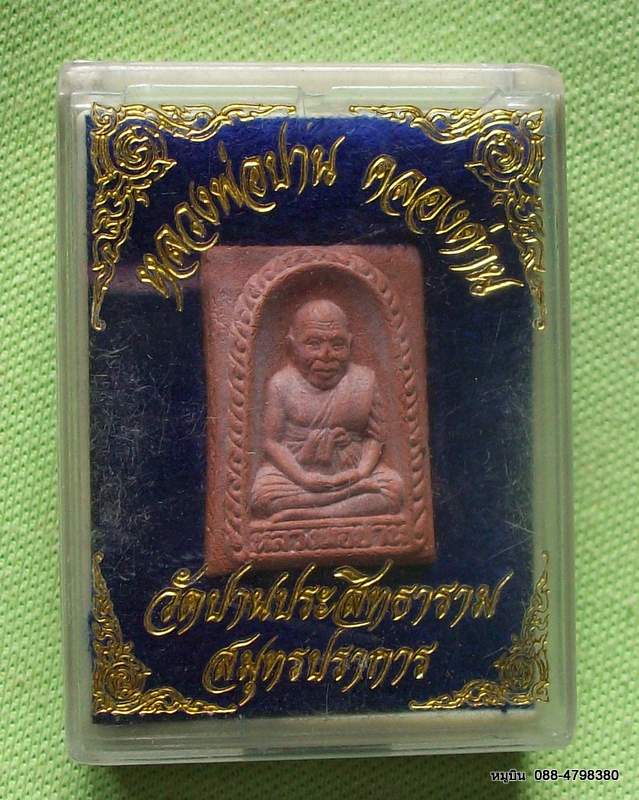 หลวงพ่อปาน คลองด่าน
หลวงพ่อปาน
วัดปานประสิทธาราม
สมุทรปราการ
หมูบิน 088-4798380